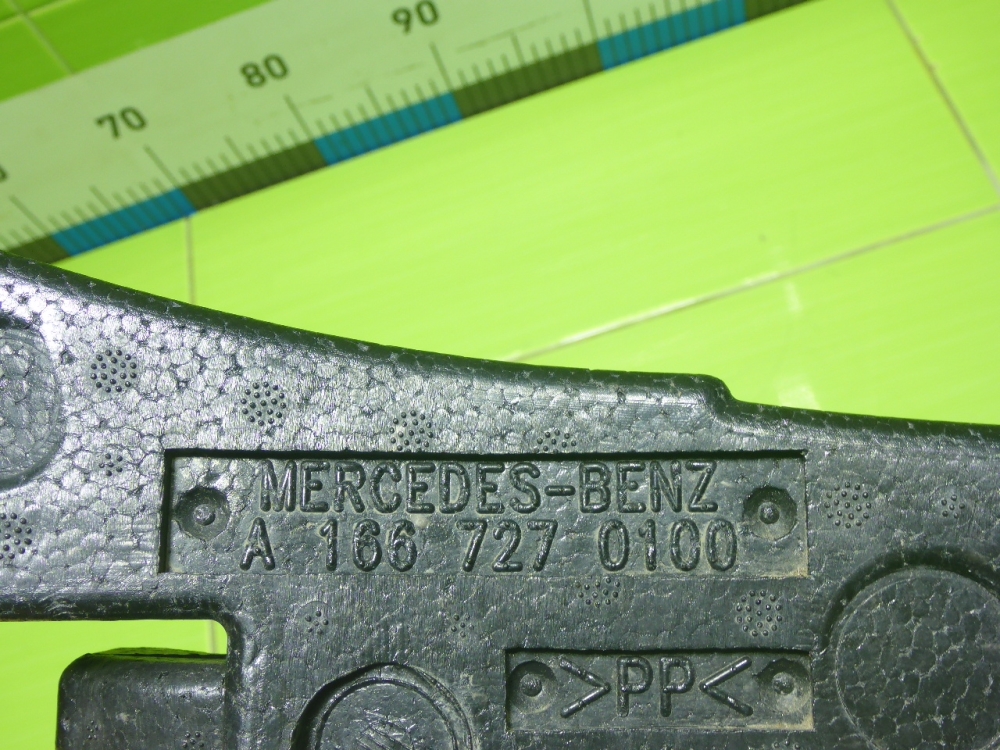 70 80 90
MERCEDES-BENZ
A 166 727 0100
>PP<